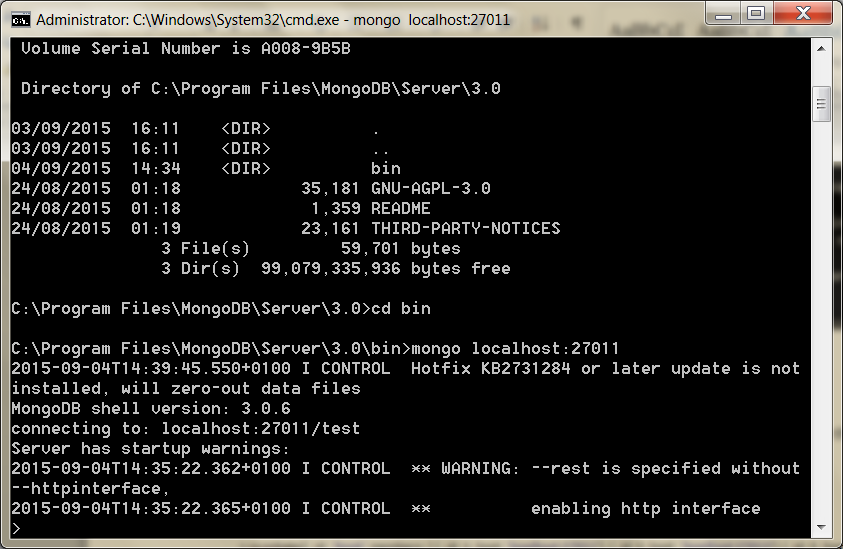 Administrator: C:\Windows\System32\cmd.exe - mongo  localhost:27011
 Volume Serial Number is A008-9B5B
 Directory of C:\Program Files\MongoDB\Server\3.0
03/09/2015  16:11    <DIR>          .
03/09/2015  16:11    <DIR>          ..
04/09/2015  14:34    <DIR>          bin
24/08/2015  01:18            35,181 GNU-AGPL-3.0
24/08/2015  01:18             1,359 README
24/08/2015  01:19            23,161 THIRD-PARTY-NOTICES
               3 File(s)         59,701 bytes
               3 Dir(s)  99,079,335,936 bytes free
C:\Program Files\MongoDB\Server\3.0>cd bin
C:\Program Files\MongoDB\Server\3.0\bin>mongo localhost:27011
2015-09-04T14:39:45.550+0100 I CONTROL  Hotfix KB2731284 or later update is not
installed, will zero-out data files
MongoDB shell version: 3.0.6
connecting to: localhost:27011/test
Server has startup warnings:
2015-09-04T14:35:22.362+0100 I CONTROL  ** WARNING: --rest is specified without
--httpinterface,
2015-09-04T14:35:22.365+0100 I CONTROL  **          enabling http interface
>